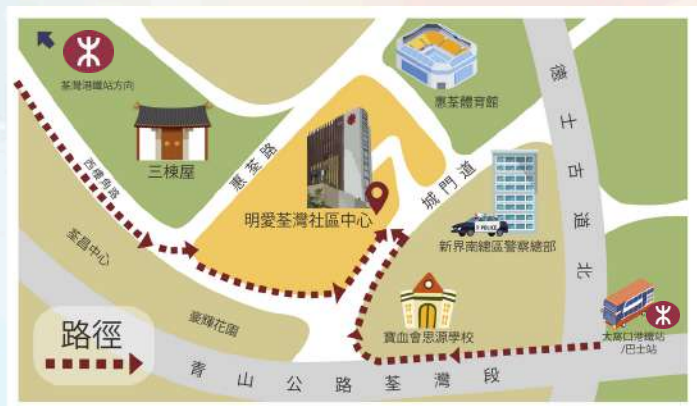 荃灣港鐵站方向
三棟屋
西樓角路
荃昌中心
惠荃路
明愛荃灣社區中心
惠荃體育館
城門道
德士古道北
新界南總區警察總部
POLICE
寶血會思源學校
豪輝花園
大窩口港鐵站
/巴士站
青山公路荃灣段
路徑